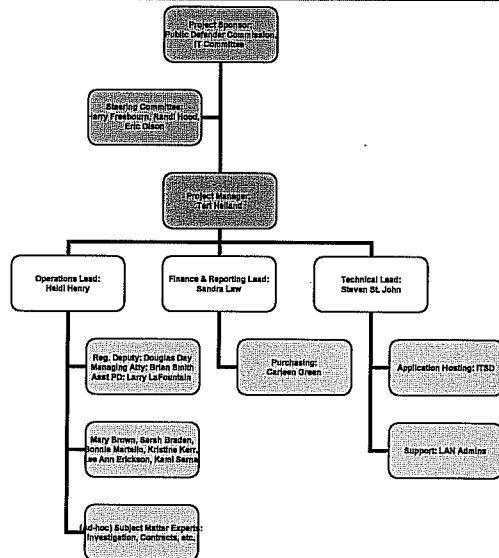 Project Sponsor:
Public Defender Commission,
IT Committee
Steering Committee:
Harry Freebourn, Randi Hood,
Eric Olson
Project Manager:
Teri Heiland
Operations Lead:
Heidi Henry
Finance & Reporting Lead:
Sandra Law
Technical Lead:
Steven St. John
Reg. Deputy: Douglas Day
Managing Atty: Brian Smith
Asst PD: Larry LaFountain
Purchasing:
Carleen Green
Application Hosting: ITSD
Mary Brown, Sarah Braden,
Bonnie Martello, Kristine Kerr,
Lee Ann Erickson, Kami Serna
Support: LAN Admins
(Ad-hoc) Subject Matter Experts:
Investigation, Contracts, etc.